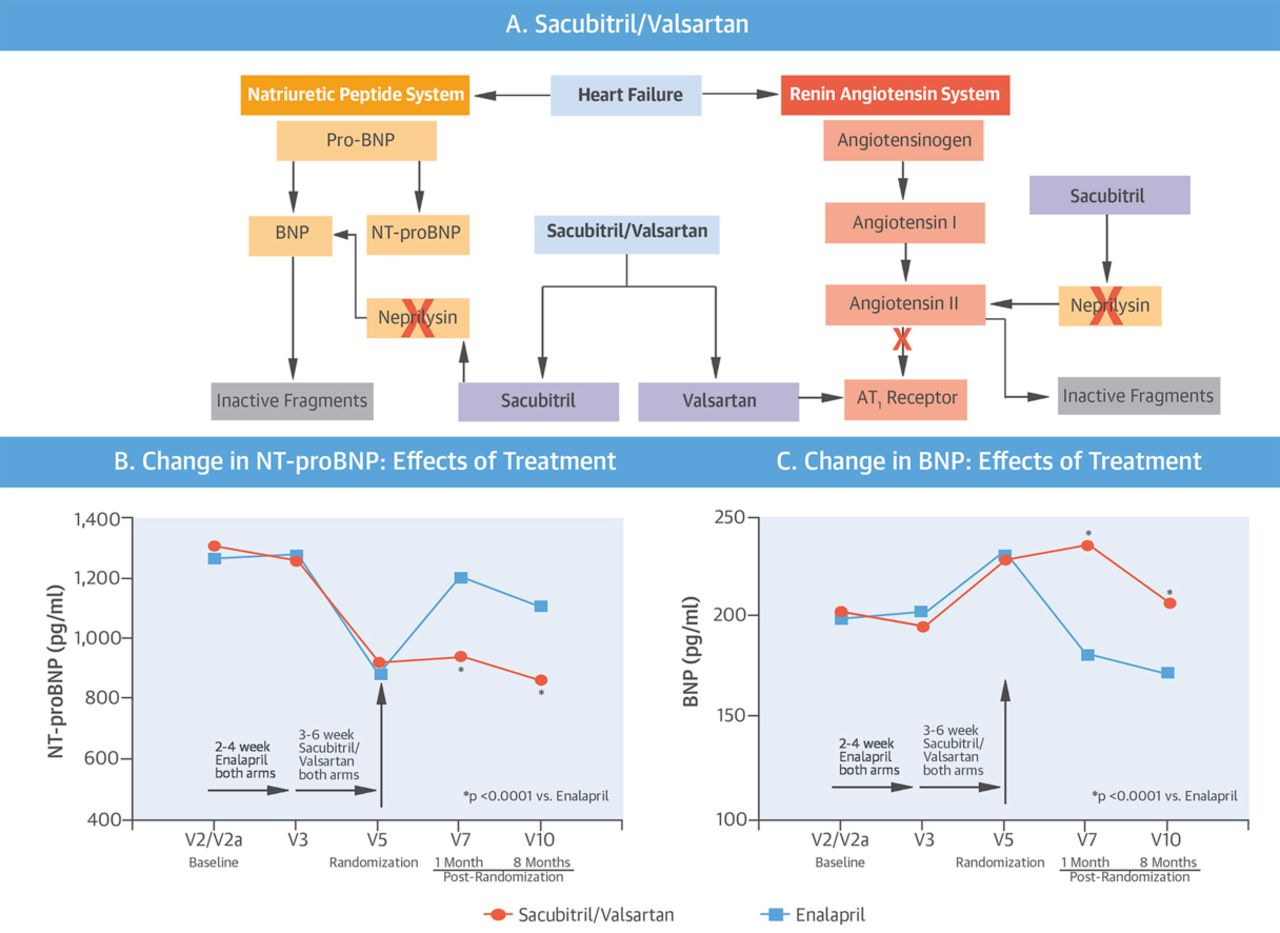 A. Sacubitril/Valsartan
Natriuretic Peptide System
Heart Failure
Renin Angiotensin System
Pro-BNP
Angiotensinogen
Sacubitril
BNP
NT-proBNP
Sacubitril/Valsartan
Angiotensin I
Neprilysin
Angiotensin II
Neprilysin
Inactive Fragments
Sacubitril
Valsartan
AT1 Receptor
Inactive Fragments
B. Change in NT-proBNP: Effects of Treatment
NT-proBNP (pg/ml)
1,400
1,200
1,000
800
600
400
*
*
2-4 week
Enalapril
both arms
3-6 week
Sacubitril/
Valsartan
both arms
*p <0.0001 vs. Enalapril
V2/V2a
V3
V5
V7
V10
Baseline
Randomization
1 Month
8 Months
Post-Randomization
C. Change in BNP: Effects of Treatment
BNP (pg/ml)
250
200
150
100
*
*
2-4 week
Enalapril
both arms
3-6 week
Sacubitril/
Valsartan
both arms
*p <0.0001 vs. Enalapril
V2/V2a
V3
V5
V7
V10
Baseline
Randomization
1 Month
8 Months
Post-Randomization
Sacubitril/Valsartan
Enalapril